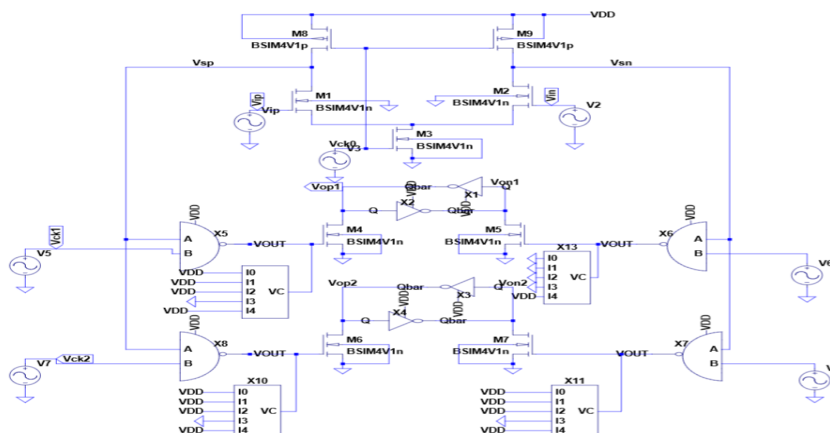 VDD
M8
BSIM4V1p
M9
BSIM4V1p
Vsp
Vsn
M1
BSIM4V1n
M2
BSIM4V1n
Vip
Vip
Vin
V2
M3
BSIM4V1n
Vck0
V3
Vop1
Qbar
Von1
Q
X1
VDD
X2
VDD
Q
Qbar
Vck1
V5
VDD
A
B
X5
VOUT
M4
BSIM4V1n
M5
BSIM4V1n
VOUT
X13
X6
VDD
A
B
V6
VDD I0
VDD I1
VDD I2
I3
VDD I4
VC
I0
I1
I2
I3
VDD I4
VC
Vop2
Qbar
Von2
VDD
X3
X4
VDD
Q
Qbar
Vck2
V7
VDD
A
B
X8
VOUT
M6
BSIM4V1n
M7
BSIM4V1n
VOUT
X7
VDD
A
B
X10
VDD I0
VDD I1
VDD I2
I3
VDD I4
VC
X11
VDD I0
VDD I1
VDD I2
I3
VDD I4
VC